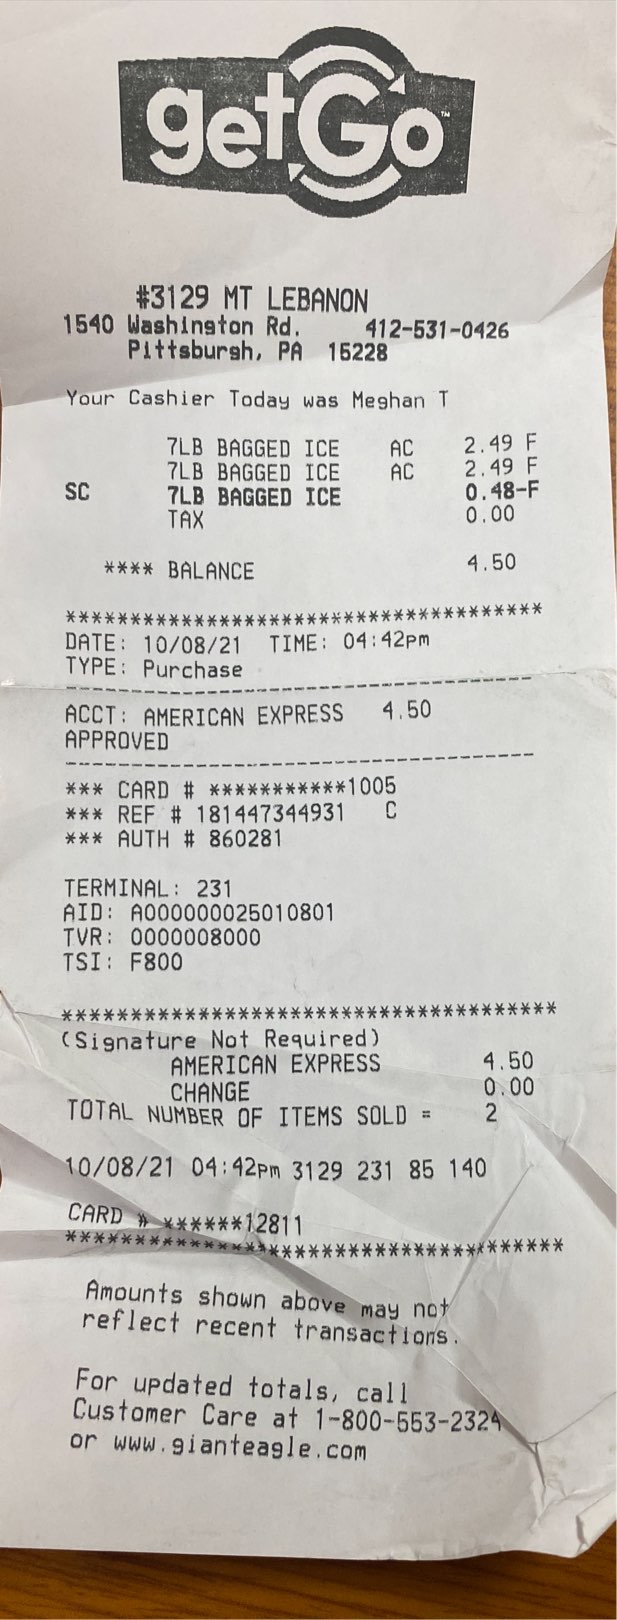 getGo™
#3129 MT LEBANON
1540 Washington Rd. 412-531-0426
Pittsburgh, PA 15228
Your Cashier Today was Meghan T
7LB BAGGED ICE AC 2.49 F
7LB BAGGED ICE AC 2.49 F
SC 7LB BAGGED ICE 0.48-F
TAX 0.00
**** BALANCE 4.50
*************************************
DATE: 10/08/21 TIME: 04:42pm
TYPE: Purchase
-------------------------------------
ACCT: AMERICAN EXPRESS 4.50
APPROVED
-------------------------------------
*** CARD # ***********1005
*** REF # 181447344931 C
*** AUTH # 860281
TERMINAL: 231
AID: A000000025010801
TVR: 0000008000
TSI: F800
*************************************
(Signature Not Required)
AMERICAN EXPRESS 4.50
CHANGE 0.00
TOTAL NUMBER OF ITEMS SOLD = 2
10/08/21 04:42pm 3129 231 85 140
CARD # ******12811
*************************************
Amounts shown above may not
reflect recent transactions.
For updated totals, call
Customer Care at 1-800-553-2324
or www.gianteagle.com